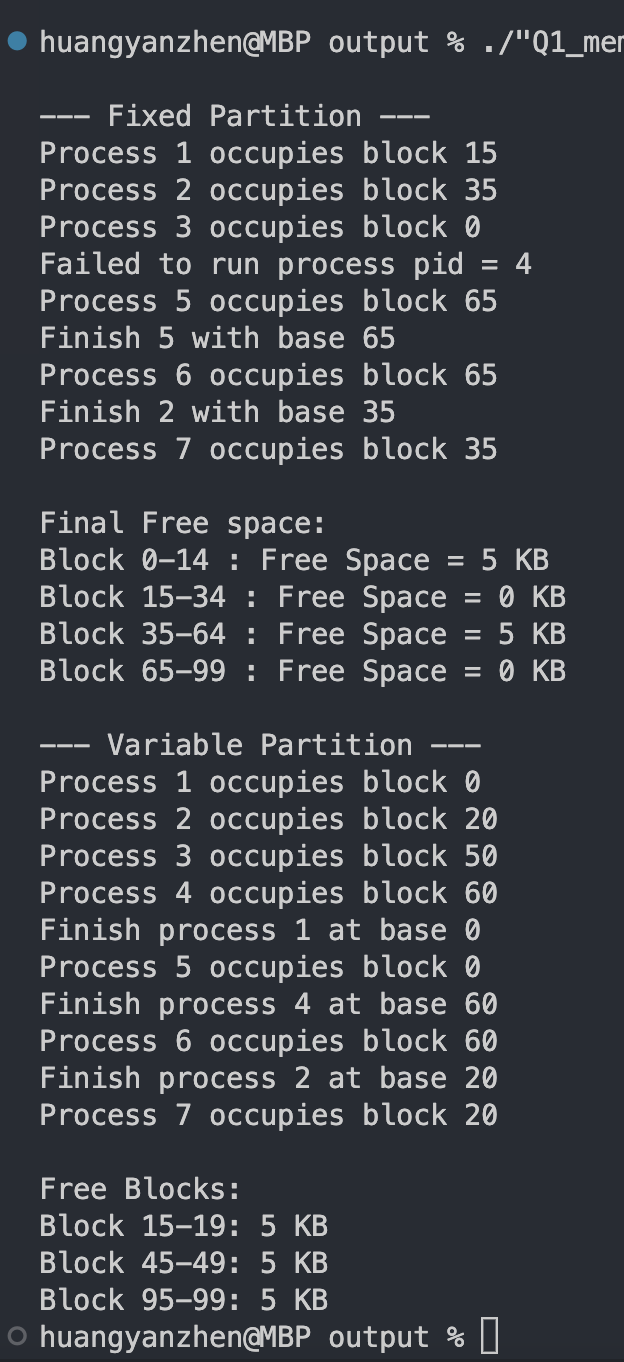 huangyanzhen@MBP output % ./"Q1_mem
--- Fixed Partition ---
Process 1 occupies block 15
Process 2 occupies block 35
Process 3 occupies block 0
Failed to run process pid = 4
Process 5 occupies block 65
Finish 5 with base 65
Process 6 occupies block 65
Finish 2 with base 35
Process 7 occupies block 35
Final Free space:
Block 0-14 : Free Space = 5 KB
Block 15-34 : Free Space = 0 KB
Block 35-64 : Free Space = 5 KB
Block 65-99 : Free Space = 0 KB
--- Variable Partition ---
Process 1 occupies block 0
Process 2 occupies block 20
Process 3 occupies block 50
Process 4 occupies block 60
Finish process 1 at base 0
Process 5 occupies block 0
Finish process 4 at base 60
Process 6 occupies block 60
Finish process 2 at base 20
Process 7 occupies block 20
Free Blocks:
Block 15-19: 5 KB
Block 45-49: 5 KB
Block 95-99: 5 KB
huangyanzhen@MBP output %